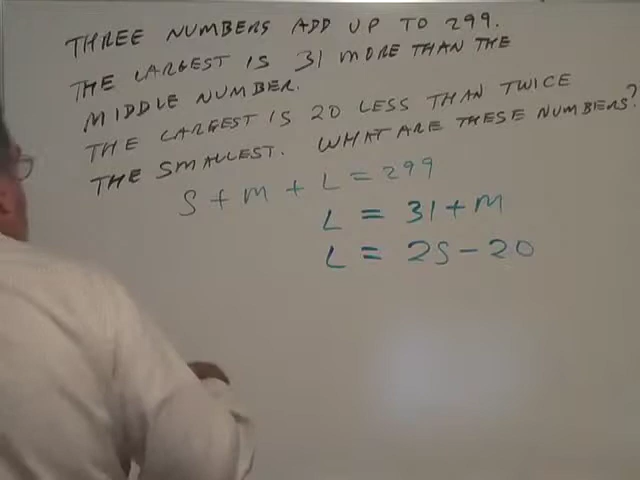 THREE NUMBERS ADD UP TO 299.
THE LARGEST IS 31 MORE THAN THE
MIDDLE NUMBER.
THE LARGEST IS 20 LESS THAN TWICE
THE SMALLEST. WHAT ARE THESE NUMBERS?
S + M + L = 299
L = 31 + M
L = 2S - 20